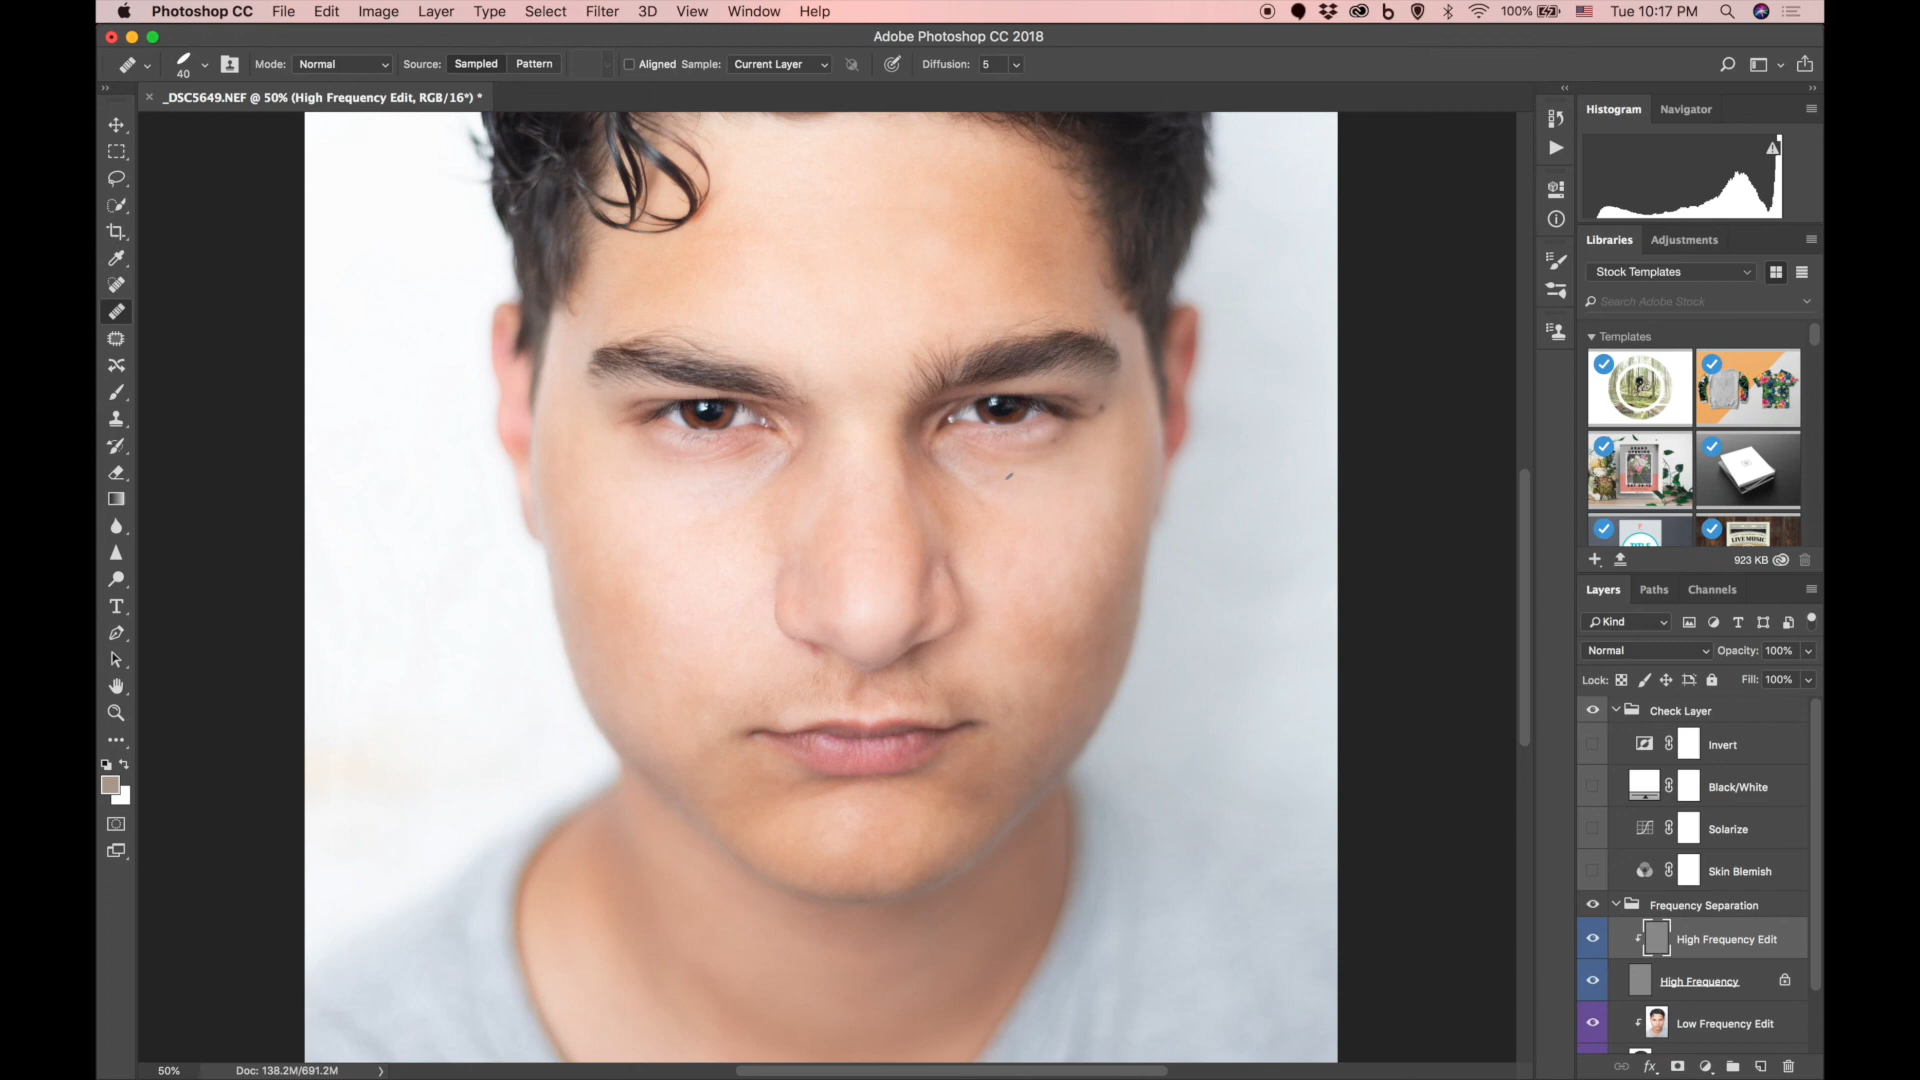 Photoshop CC File Edit Image Layer Type Select Filter 3D View Window Help 100% Tue 10:17 PM
Adobe Photoshop CC 2018
40 Mode: Normal Source: Sampled Pattern Aligned Sample: Current Layer Diffusion: 5
_DSC5649.NEF @ 50% (High Frequency Edit, RGB/16*) *
Histogram Navigator
Libraries Adjustments
Stock Templates
Search Adobe Stock
Templates
LIVE MUSIC
923 KB
Layers Paths Channels
Kind
Normal Opacity: 100%
Lock: Fill: 100%
Check Layer
Invert
Black/White
Solarize
Skin Blemish
Frequency Separation
High Frequency Edit
High Frequency
Low Frequency Edit
50% Doc: 138.2M/691.2M